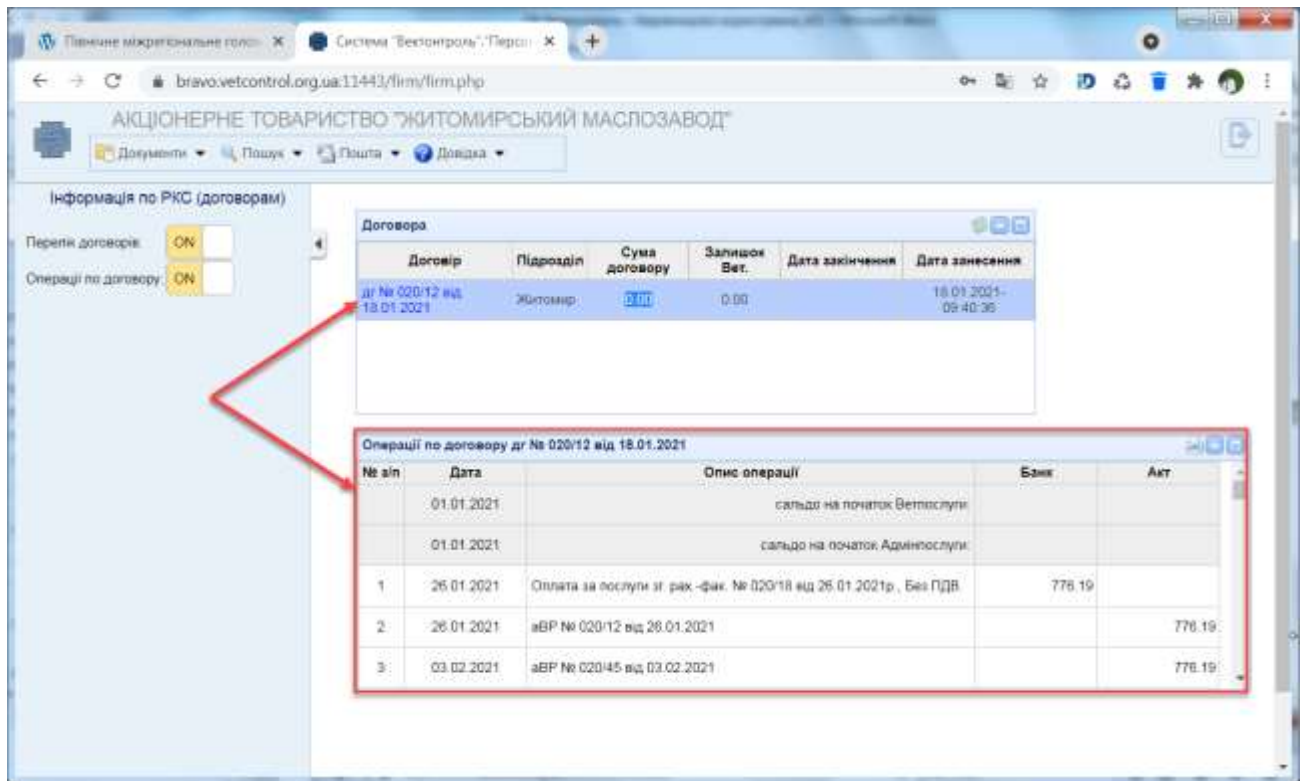 Північне міжрегіональне голо
Система "Ветконтроль"."Персо
bravo.vetcontrol.org.ua:11443/firm/firm.php
АКЦІОНЕРНЕ ТОВАРИСТВО "ЖИТОМИРСЬКИЙ МАСЛОЗАВОД"
Документи Пошук Пошта Довідка
Інформація по РКС (договорам)
Перелік договорів: ON
Операції по договору: ON
Договора
Договір Підрозділ Сума договору Залишок Вет. Дата закінчення Дата занесення
дг № 020/12 від 18.01.2021 Житомир 0.00 0.00 18.01.2021-09:40:36
Операції по договору дг № 020/12 від 18.01.2021
№ з/п Дата Опис операції Банк Акт
01.01.2021 сальдо на початок Ветпослуги:
01.01.2021 сальдо на початок Адмінпослуги:
1 26.01.2021 Оплата за послуги зг. рах.-фак. № 020/18 від 26.01.2021р., Без ПДВ. 776.19
2 26.01.2021 аВР № 020/12 від 26.01.2021 776.19
3 03.02.2021 аВР № 020/45 від 03.02.2021 776.19